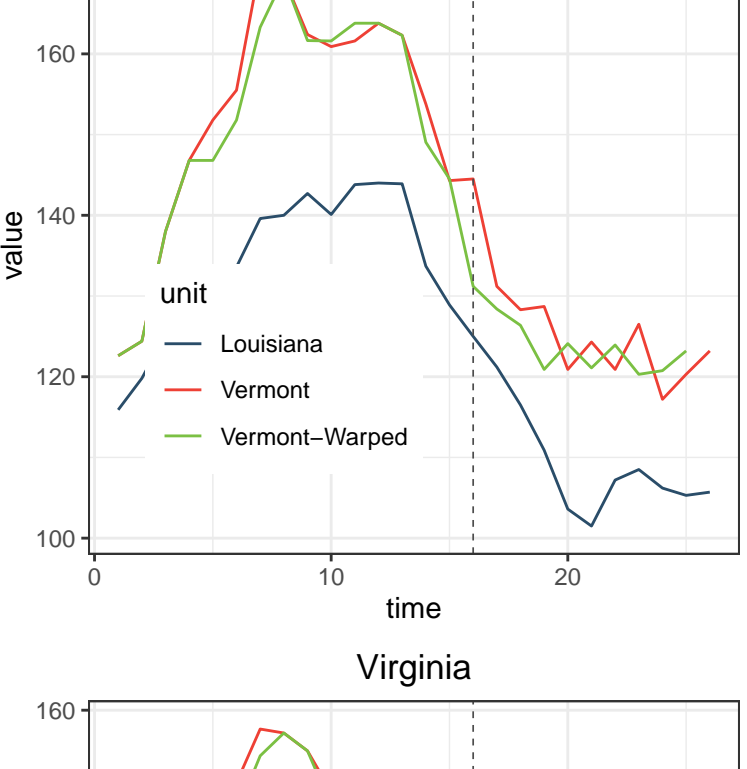 160
140
120
100
value
unit
Louisiana
Vermont
Vermont−Warped
0 10 20
time
Virginia
160